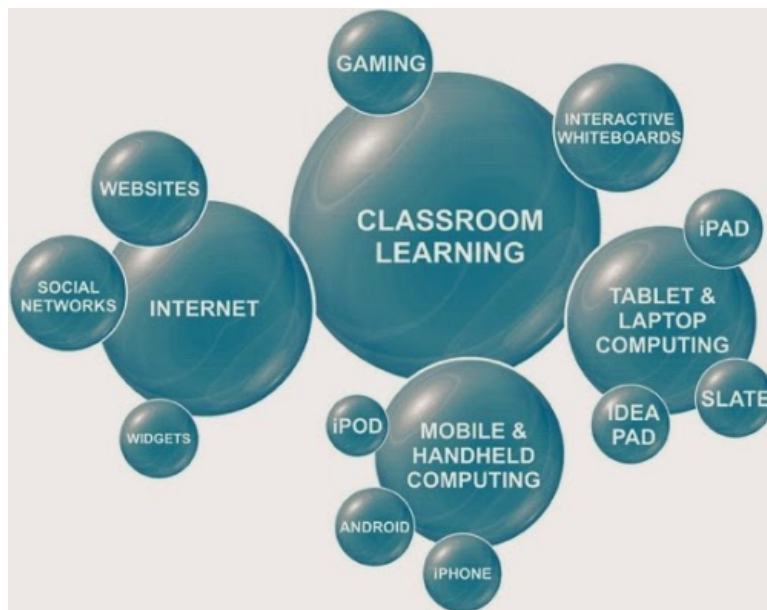 GAMING
INTERACTIVE
WHITEBOARDS
CLASSROOM
LEARNING
WEBSITES
SOCIAL
NETWORKS
INTERNET
WIDGETS
iPAD
TABLET &
LAPTOP
COMPUTING
SLATE
IDEA
PAD
iPOD
MOBILE &
HANDHELD
COMPUTING
ANDROID
iPHONE